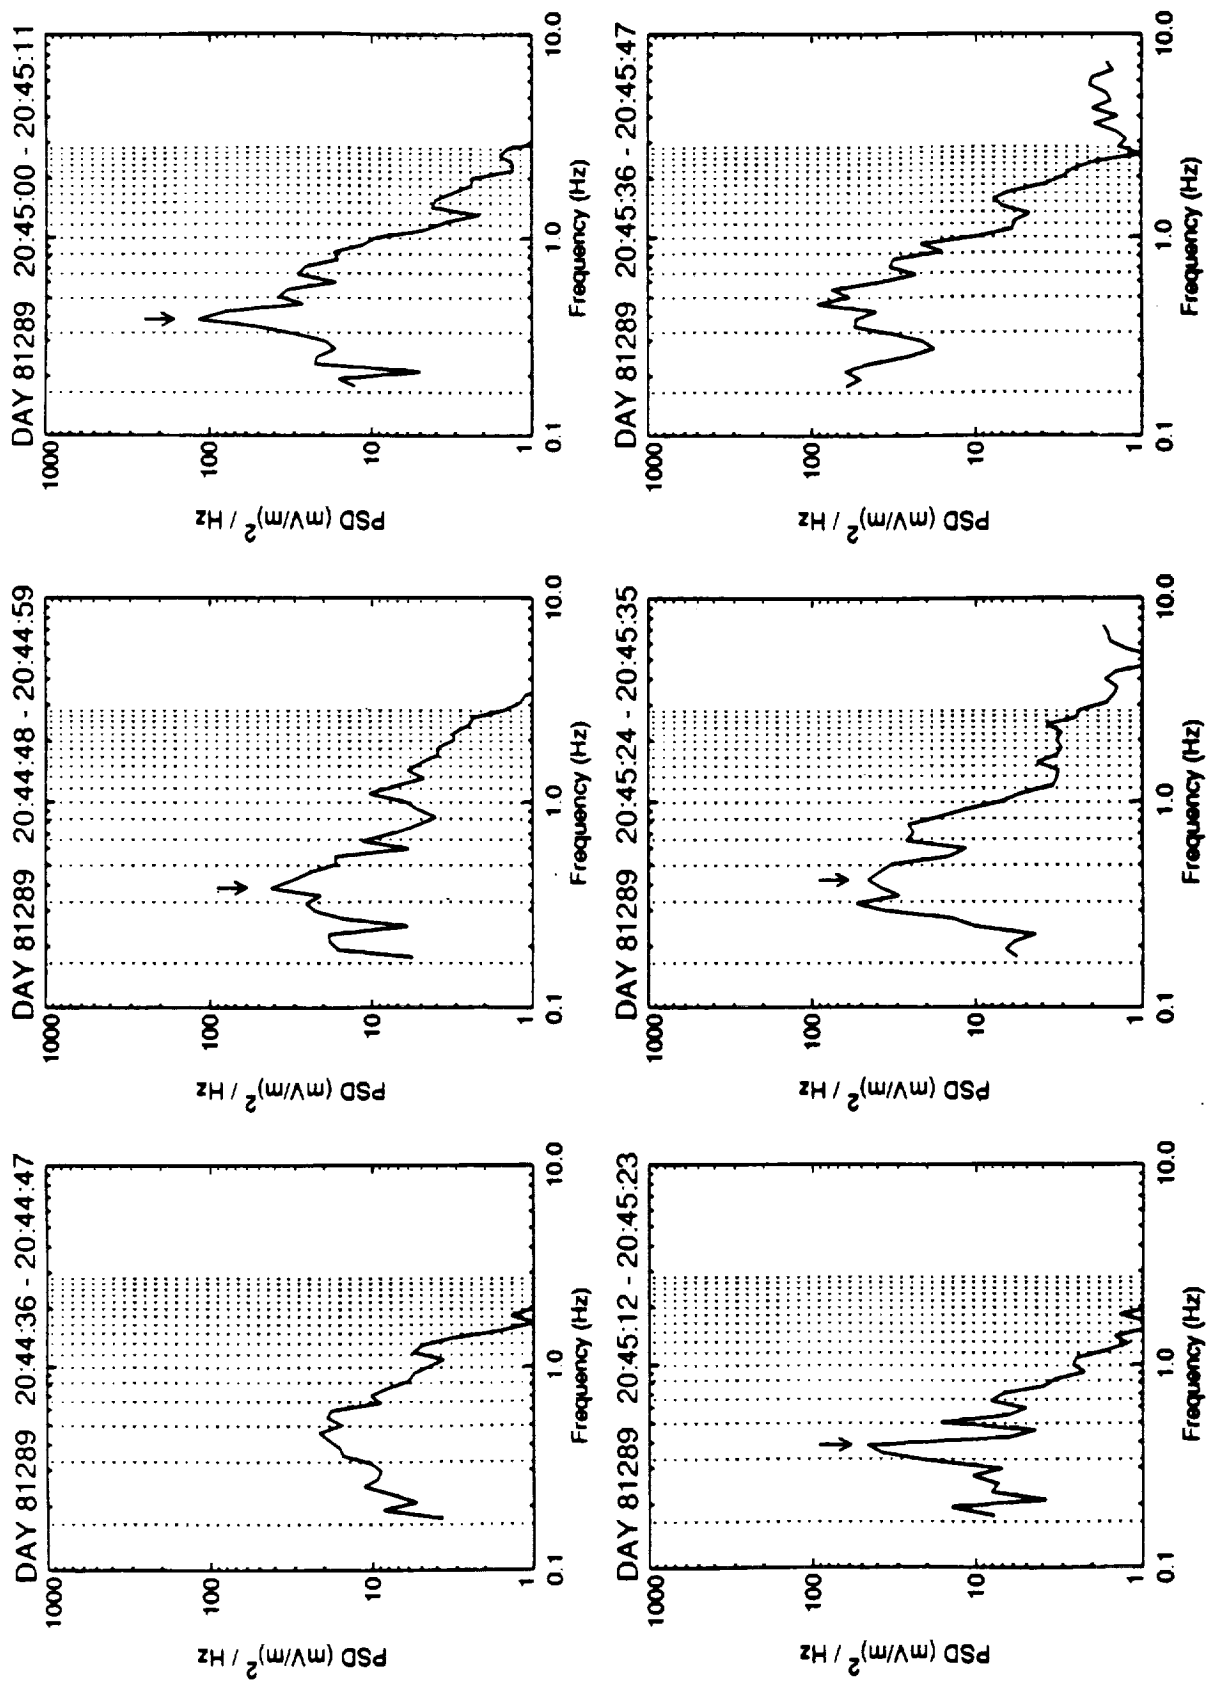 DAY 81289 20:44:36 - 20:44:47
PSD (mV/m)² / Hz
1000
100
10
1
0.1
1.0
10.0
Frequency (Hz)
DAY 81289 20:44:48 - 20:44:59
PSD (mV/m)² / Hz
1000
100
10
1
0.1
1.0
10.0
Frequency (Hz)
DAY 81289 20:45:00 - 20:45:11
PSD (mV/m)² / Hz
1000
100
10
1
0.1
1.0
10.0
Frequency (Hz)
DAY 81289 20:45:12 - 20:45:23
PSD (mV/m)² / Hz
1000
100
10
1
0.1
1.0
10.0
Frequency (Hz)
DAY 81289 20:45:24 - 20:45:35
PSD (mV/m)² / Hz
1000
100
10
1
0.1
1.0
10.0
Frequency (Hz)
DAY 81289 20:45:36 - 20:45:47
PSD (mV/m)² / Hz
1000
100
10
1
0.1
1.0
10.0
Frequency (Hz)